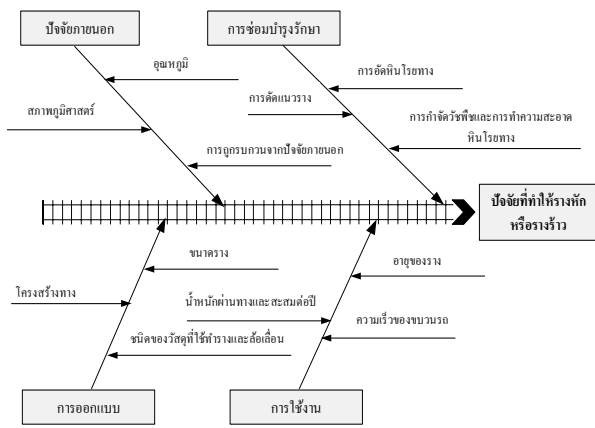 ปัจจัยภายนอก
การซ่อมบำรุงรักษา
อุณหภูมิ
การอัดหินโรยทาง
การดัดแนวราง
สภาพภูมิศาสตร์
การกำจัดวัชพืชและการทำความสะอาด
หินโรยทาง
การถูกรบกวนจากปัจจัยภายนอก
ปัจจัยที่ทำให้รางหัก
หรือรางร้าว
ขนาดราง
อายุของราง
โครงสร้างทาง
น้ำหนักผ่านทางและสะสมต่อปี
ความเร็วของขบวนรถ
ชนิดของวัสดุที่ใช้ทำรางและล้อเลื่อน
การออกแบบ
การใช้งาน